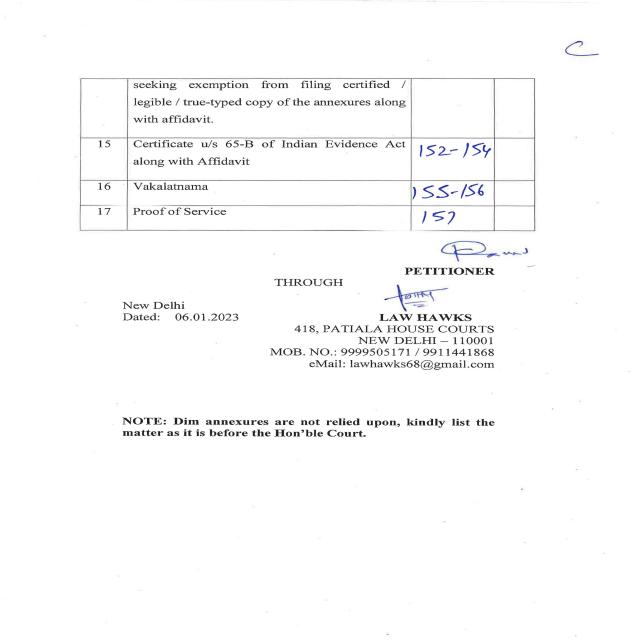 C
seeking exemption from filing certified /
legible / true-typed copy of the annexures along
with affidavit.
15 Certificate u/s 65-B of Indian Evidence Act 152-154
along with Affidavit
16 Vakalatnama 155-156
17 Proof of Service 157
PETITIONER
THROUGH
New Delhi
Dated: 06.01.2023
LAW HAWKS
418, PATIALA HOUSE COURTS
NEW DELHI – 110001
MOB. NO.: 9999505171 / 9911441868
eMail: lawhawks68@gmail.com
NOTE: Dim annexures are not relied upon, kindly list the
matter as it is before the Hon'ble Court.